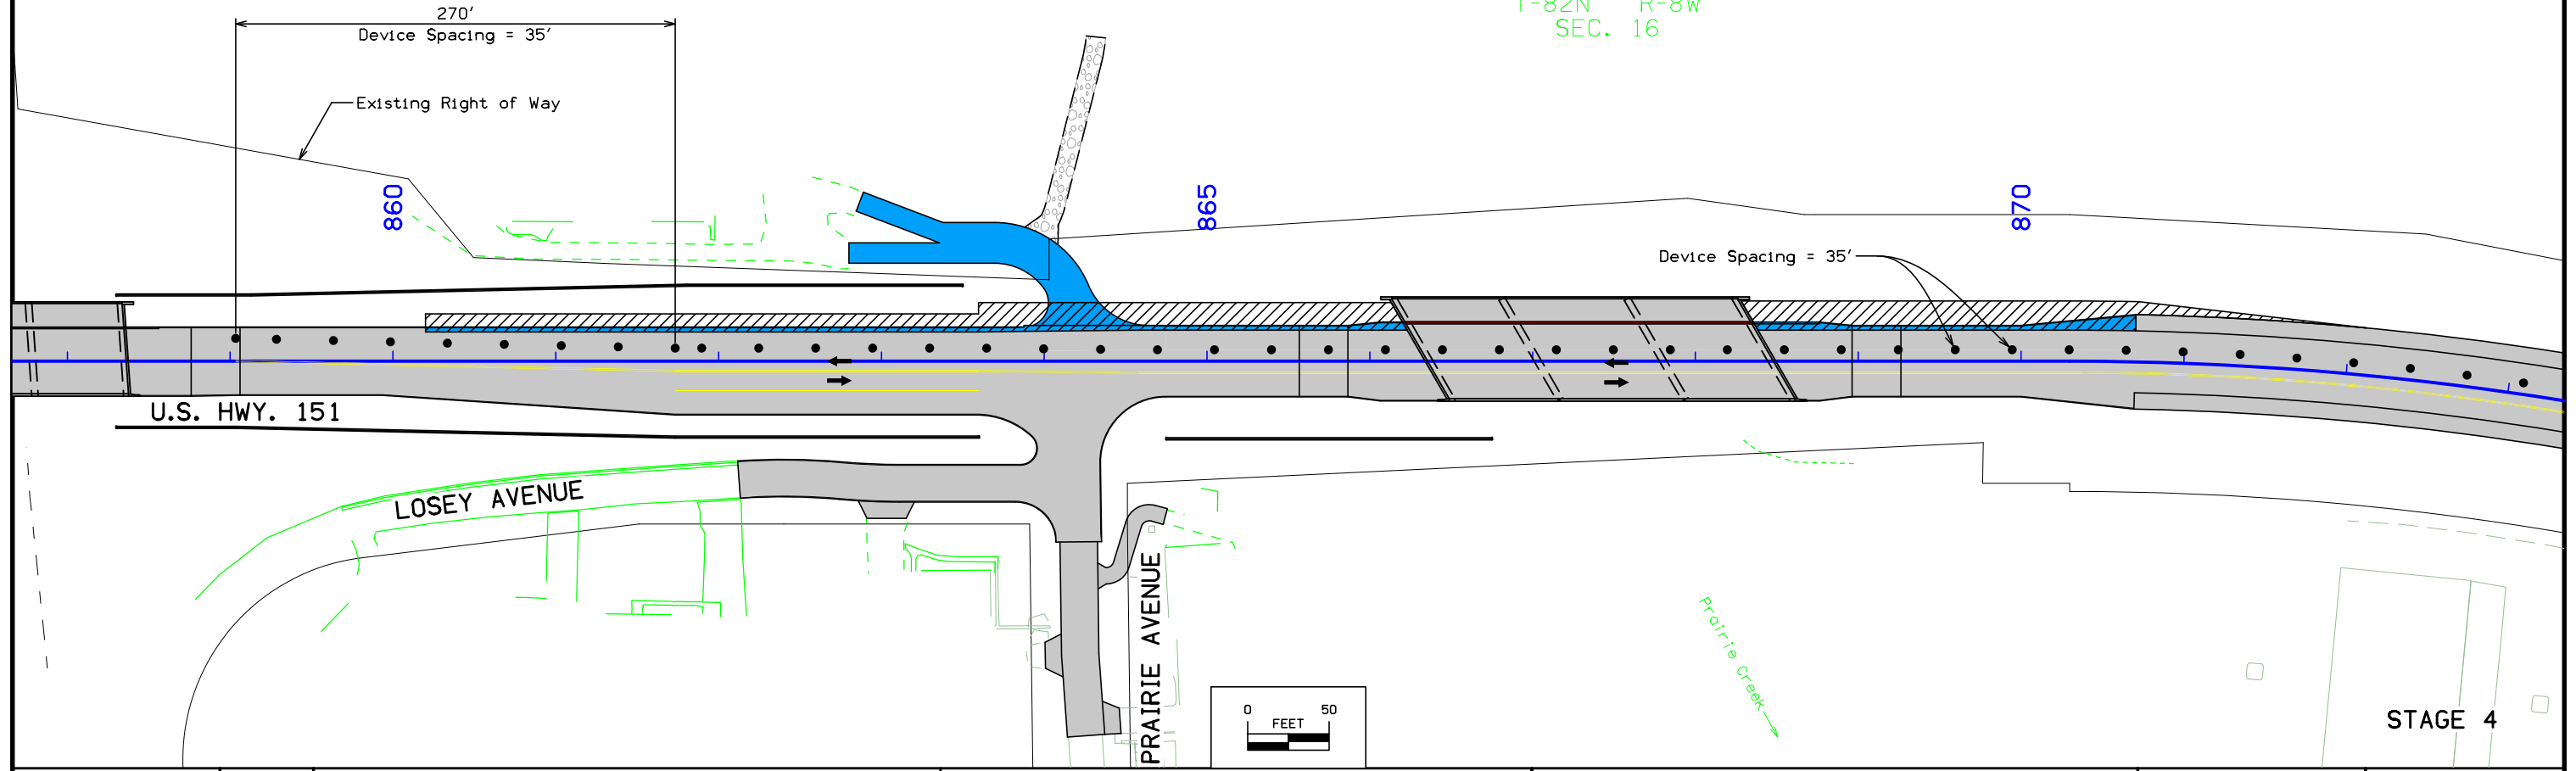 270'
Device Spacing = 35'
T-82N R-8W
SEC. 16
Existing Right of Way
860
865
870
Device Spacing = 35'
U.S. HWY. 151
LOSEY AVENUE
PRAIRIE AVENUE
Prairie Creek
0 50
FEET
STAGE 4